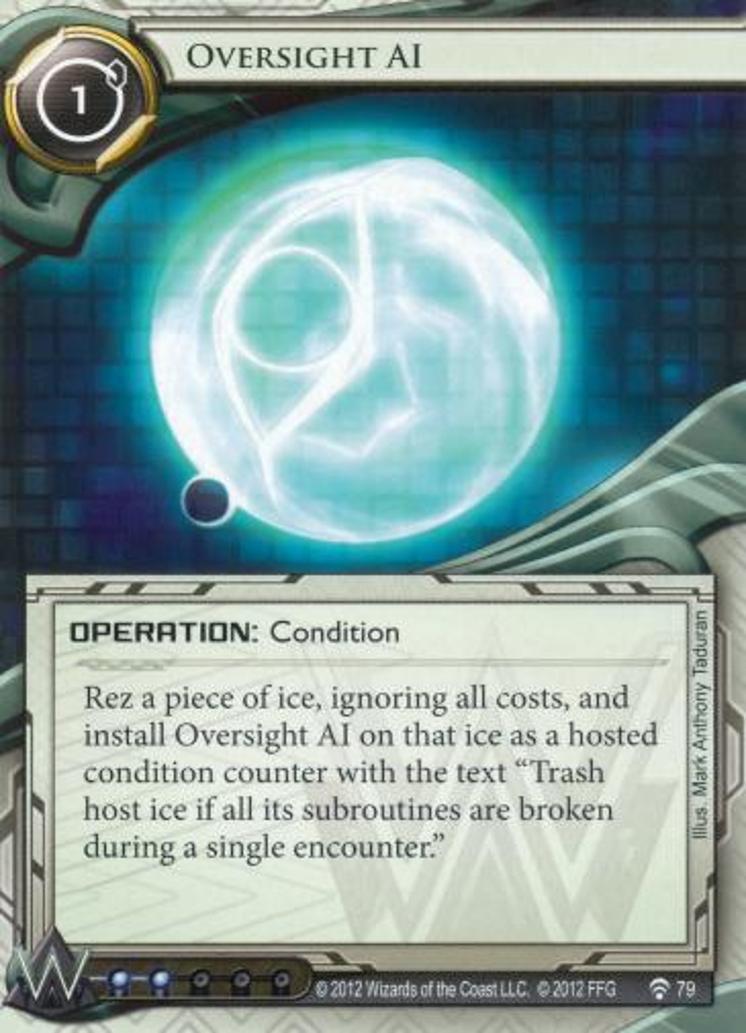 1
OVERSIGHT AI
OPERATION: Condition
Rez a piece of ice, ignoring all costs, and
install Oversight AI on that ice as a hosted
condition counter with the text “Trash
host ice if all its subroutines are broken
during a single encounter.”
Illus. Mark Anthony Taduran
W
© 2012 Wizards of the Coast LLC. © 2012 FFG
79